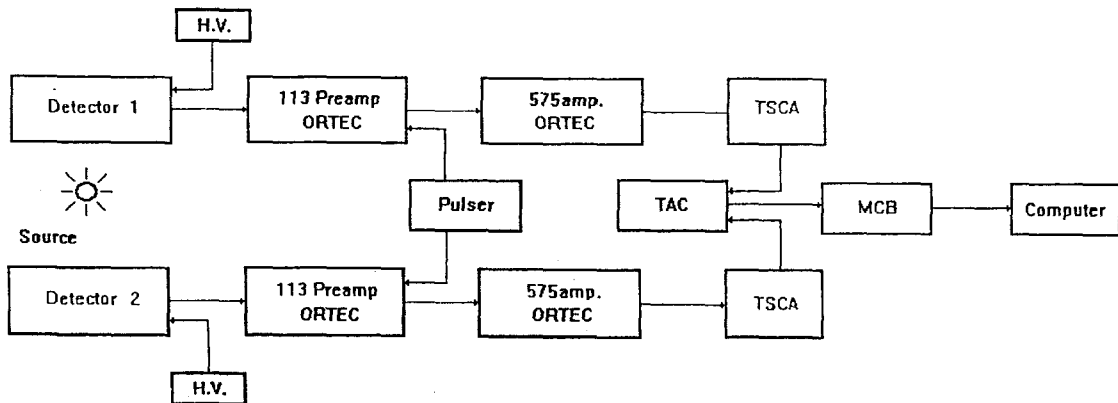 H.V.
Detector 1
113 Preamp
ORTEC
575amp.
ORTEC
TSCA
Pulser
TAC
MCB
Computer
Source
Detector 2
113 Preamp
ORTEC
575amp.
ORTEC
TSCA
H.V.